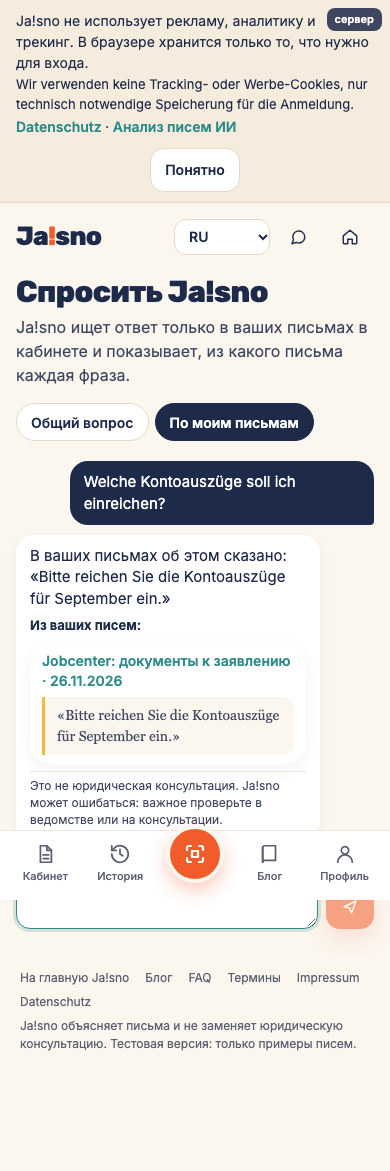 Ja!sno не использует рекламу, аналитику и
сервер
трекинг. В браузере хранится только то, что нужно
для входа.
Wir verwenden keine Tracking- oder Werbe-Cookies, nur
technisch notwendige Speicherung für die Anmeldung.
Datenschutz · Анализ писем ИИ
Понятно
Ja!sno
RU
Спросить Ja!sno
Ja!sno ищет ответ только в ваших письмах в
кабинете и показывает, из какого письма
каждая фраза.
Общий вопрос
По моим письмам
Welche Kontoauszüge soll ich
einreichen?
В ваших письмах об этом сказано:
«Bitte reichen Sie die Kontoauszüge
für September ein.»
Из ваших писем:
Jobcenter: документы к заявлению
· 26.11.2026
«Bitte reichen Sie die Kontoauszüge
für September ein.»
Это не юридическая консультация. Ja!sno
может ошибаться: важное проверьте в
ведомстве или на консультации.
Кабинет
История
Блог
Профиль
На главную Ja!sno Блог FAQ Термины Impressum
Datenschutz
Ja!sno объясняет письма и не заменяет юридическую
консультацию. Тестовая версия: только примеры писем.